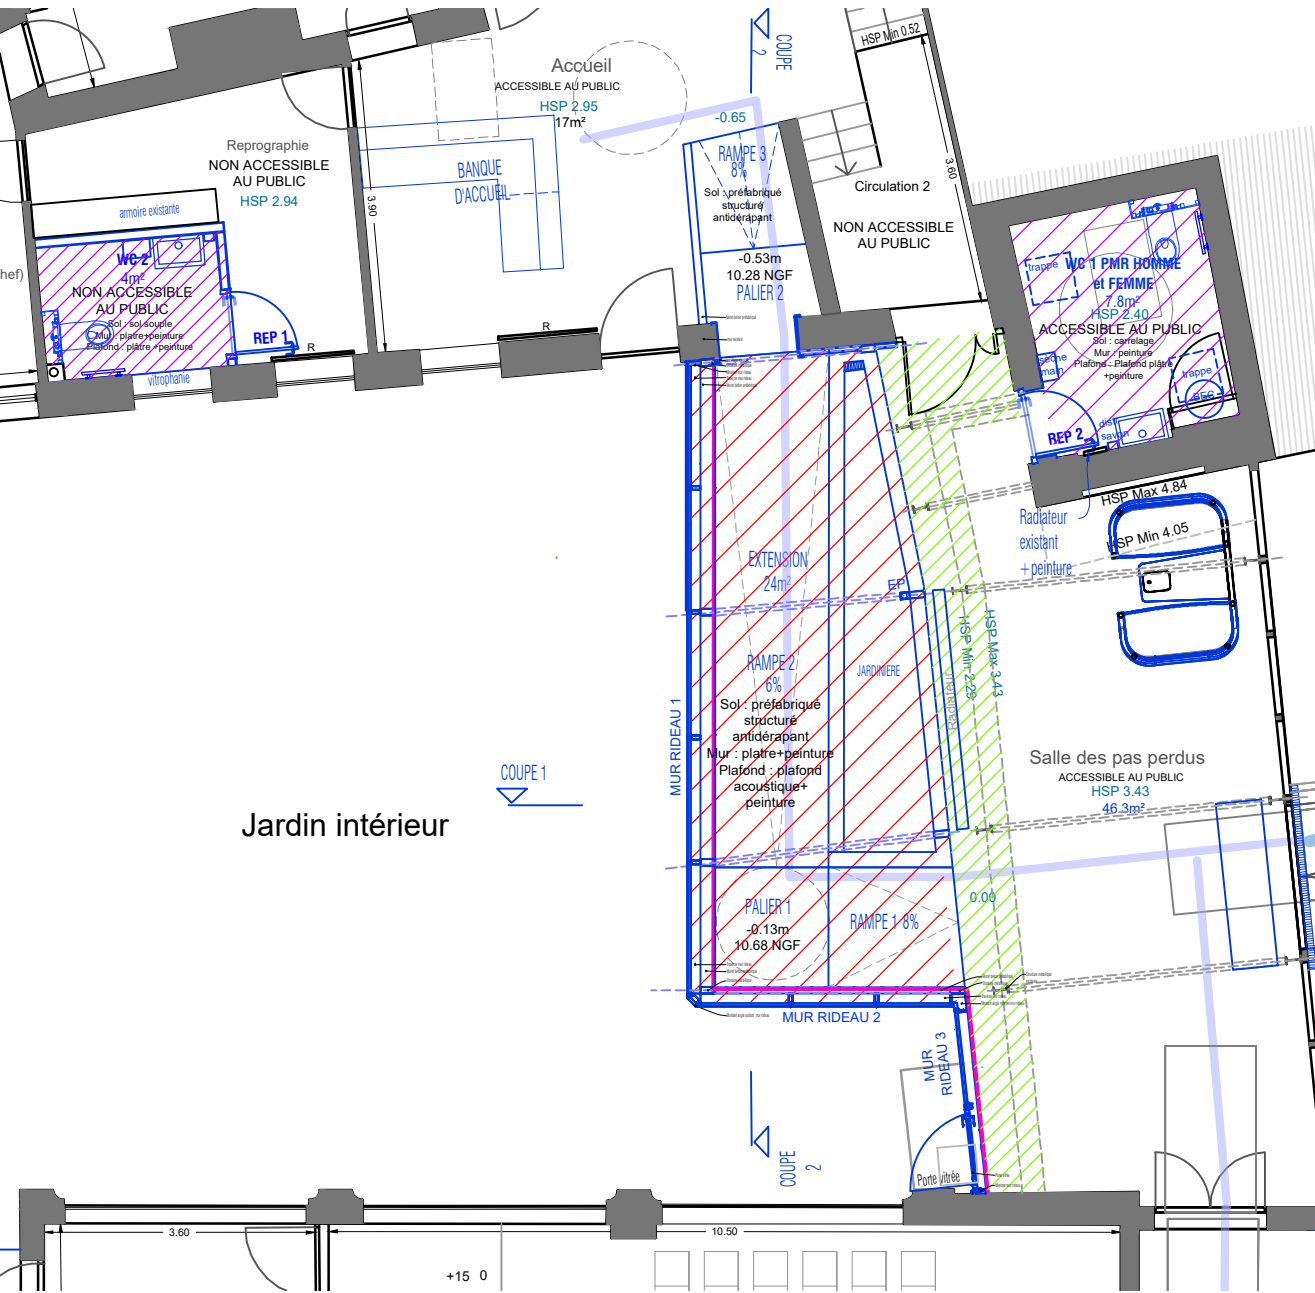 HSP Min 0.52
COUPE
2
Accueil
ACCESSIBLE AU PUBLIC
HSP 2.95
17m²
-0.65
Reprographie
NON ACCESSIBLE
AU PUBLIC
HSP 2.94
BANQUE
D'ACCUEIL
3.90
RAMPE 3
8%
Sol : préfabriqué
structuré
antidérapant
-0.53m
10.28 NGF
PALIER 2
Circulation 2
NON ACCESSIBLE
AU PUBLIC
3.60
armoire existante
hef)
WC 2
4m²
NON ACCESSIBLE
AU PUBLIC
Sol : sol souple
Mur : platre+peinture
Plafond : plâtre +peinture
REP 1
R
R
vitrophanie
trappe
WC 1 PMR HOMME
et FEMME
7.8m²
HSP 2.40
ACCESSIBLE AU PUBLIC
Sol : carrelage
Mur : peinture
Plafond : Plafond plâtre
+peinture
sèche
main
trappe
REP 2
savon
HSP Max 4.84
HSP Min 4.05
Radiateur
existant
+peinture
EXTENSION
24m²
EP
HSP Min 2.29
HSP Max 3.43
Radiateur
JARDINIERE
RAMPE 2
6%
Sol : préfabriqué
structuré
antidérapant
Mur : platre+peinture
Plafond : plafond
acoustique+
peinture
MUR RIDEAU 1
Salle des pas perdus
ACCESSIBLE AU PUBLIC
HSP 3.43
46.3m²
COUPE 1
Jardin intérieur
0.00
PALIER 1
-0.13m
10.68 NGF
RAMPE 1 8%
MUR RIDEAU 2
MUR
RIDEAU 3
COUPE
2
Porte vitrée
3.60
10.50
+15 0